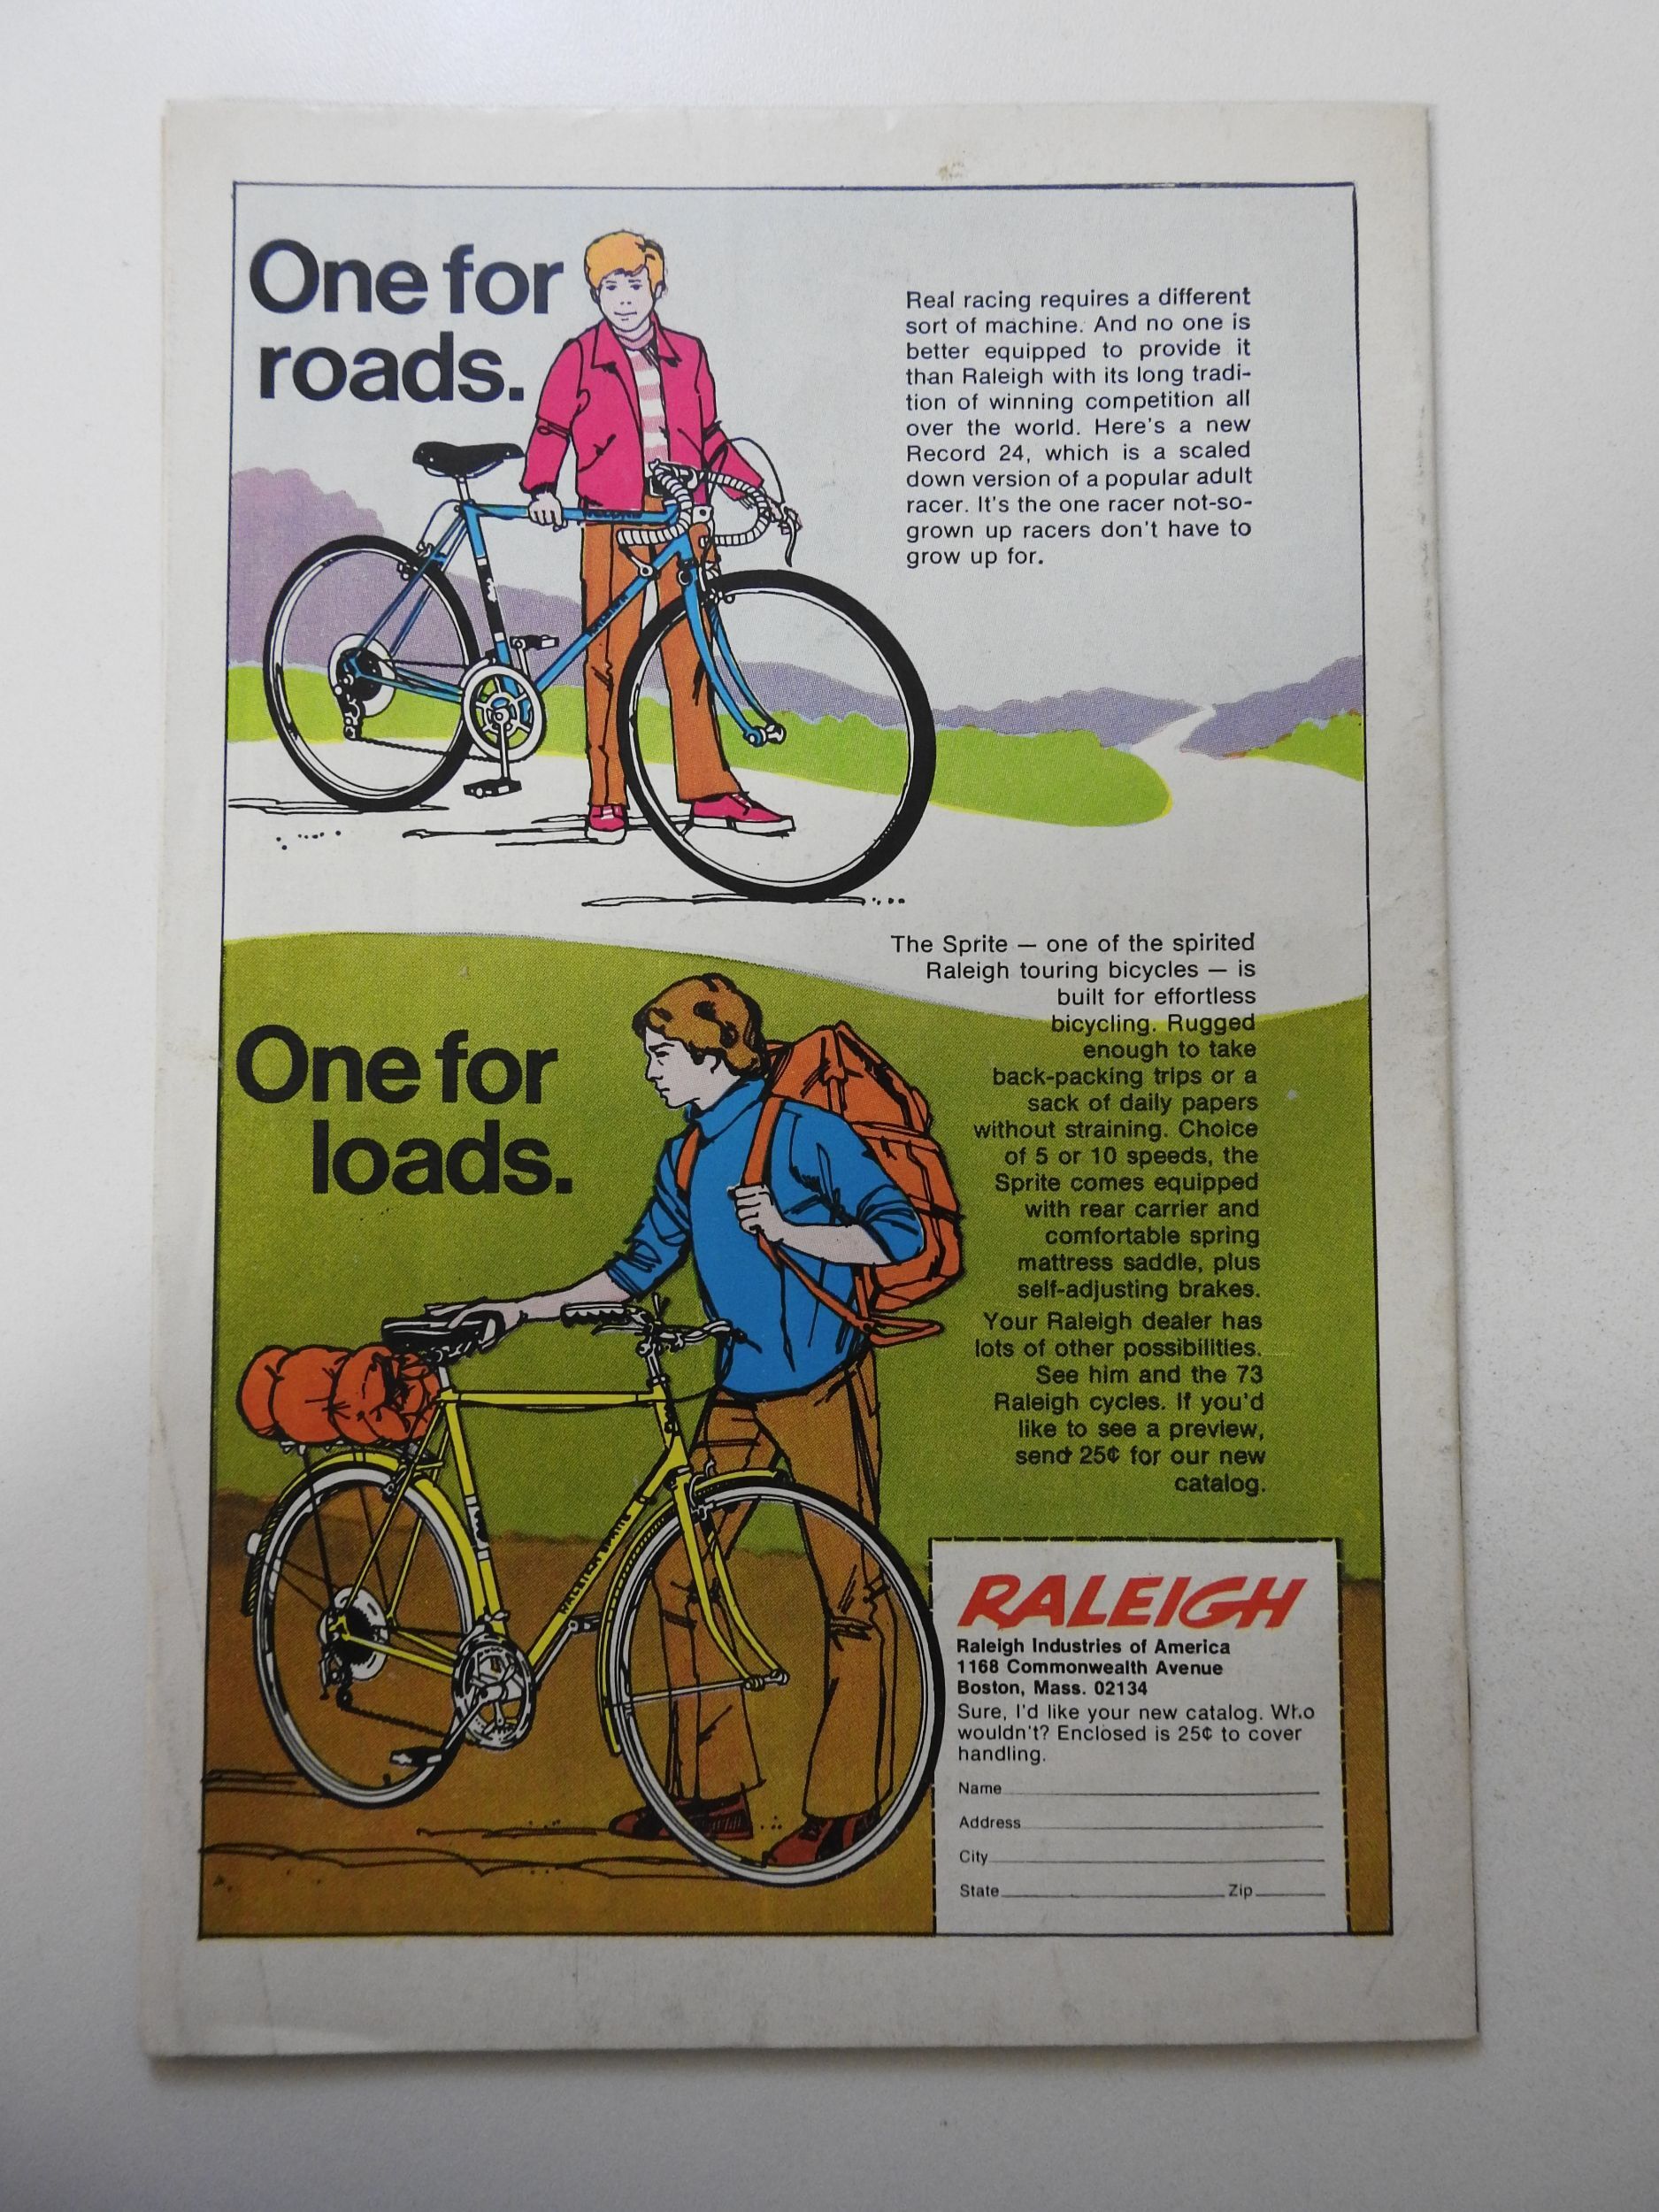 One for
roads.
Real racing requires a different
sort of machine. And no one is
better equipped to provide it
than Raleigh with its long tradi-
tion of winning competition all
over the world. Here's a new
Record 24, which is a scaled
down version of a popular adult
racer. It's the one racer not-so-
grown up racers don't have to
grow up for.
One for
loads.
The Sprite — one of the spirited
Raleigh touring bicycles — is
built for effortless
bicycling. Rugged
enough to take
back-packing trips or a
sack of daily papers
without straining. Choice
of 5 or 10 speeds, the
Sprite comes equipped
with rear carrier and
comfortable spring
mattress saddle, plus
self-adjusting brakes.
Your Raleigh dealer has
lots of other possibilities.
See him and the 73
Raleigh cycles. If you'd
like to see a preview,
send 25¢ for our new
catalog.
RALEIGH SPRITE
RALEIGH
Raleigh Industries of America
1168 Commonwealth Avenue
Boston, Mass. 02134
Sure, I'd like your new catalog. Who
wouldn't? Enclosed is 25¢ to cover
handling.
Name
Address
City
State Zip